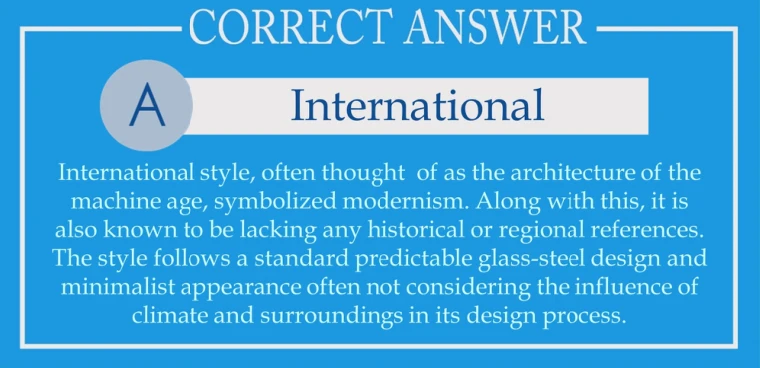 CORRECT ANSWER
A
International
International style, often thought of as the architecture of the
machine age, symbolized modernism. Along with this, it is
also known to be lacking any historical or regional references.
The style follows a standard predictable glass-steel design and
minimalist appearance often not considering the influence of
climate and surroundings in its design process.